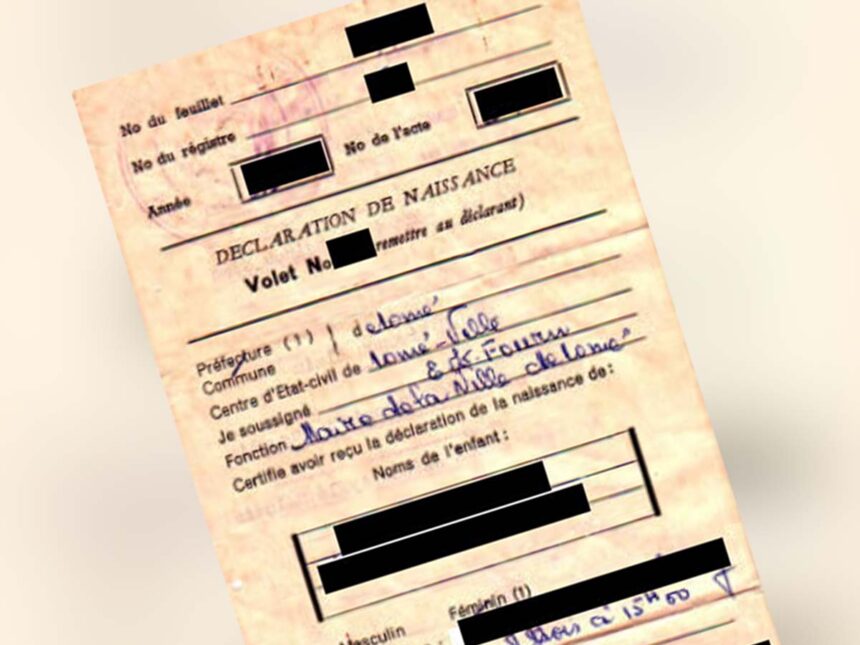 No du feuillet
No du régistre
Année No de l'acte
DECLARATION DE NAISSANCE
Volet No remettre au déclarant)
Préfecture (1) } de Lomé
Commune
Centre d'Etat-civil de Lomé-Ville
Je soussigné
Fonction Maire de la Ville de Lomé
Certifie avoir reçu la déclaration de la naissance de:
Noms de l'enfant:
Masculin Féminin (1)
à 15H00